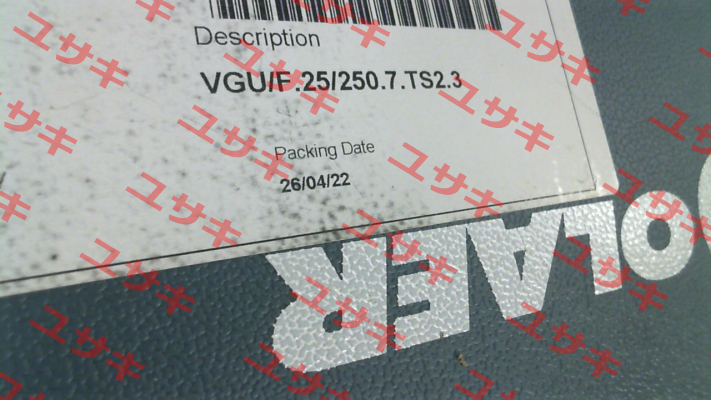 Description
VGU/F.25/250.7.TS2.3
Packing Date
26/04/22
OLAER
ユサキ